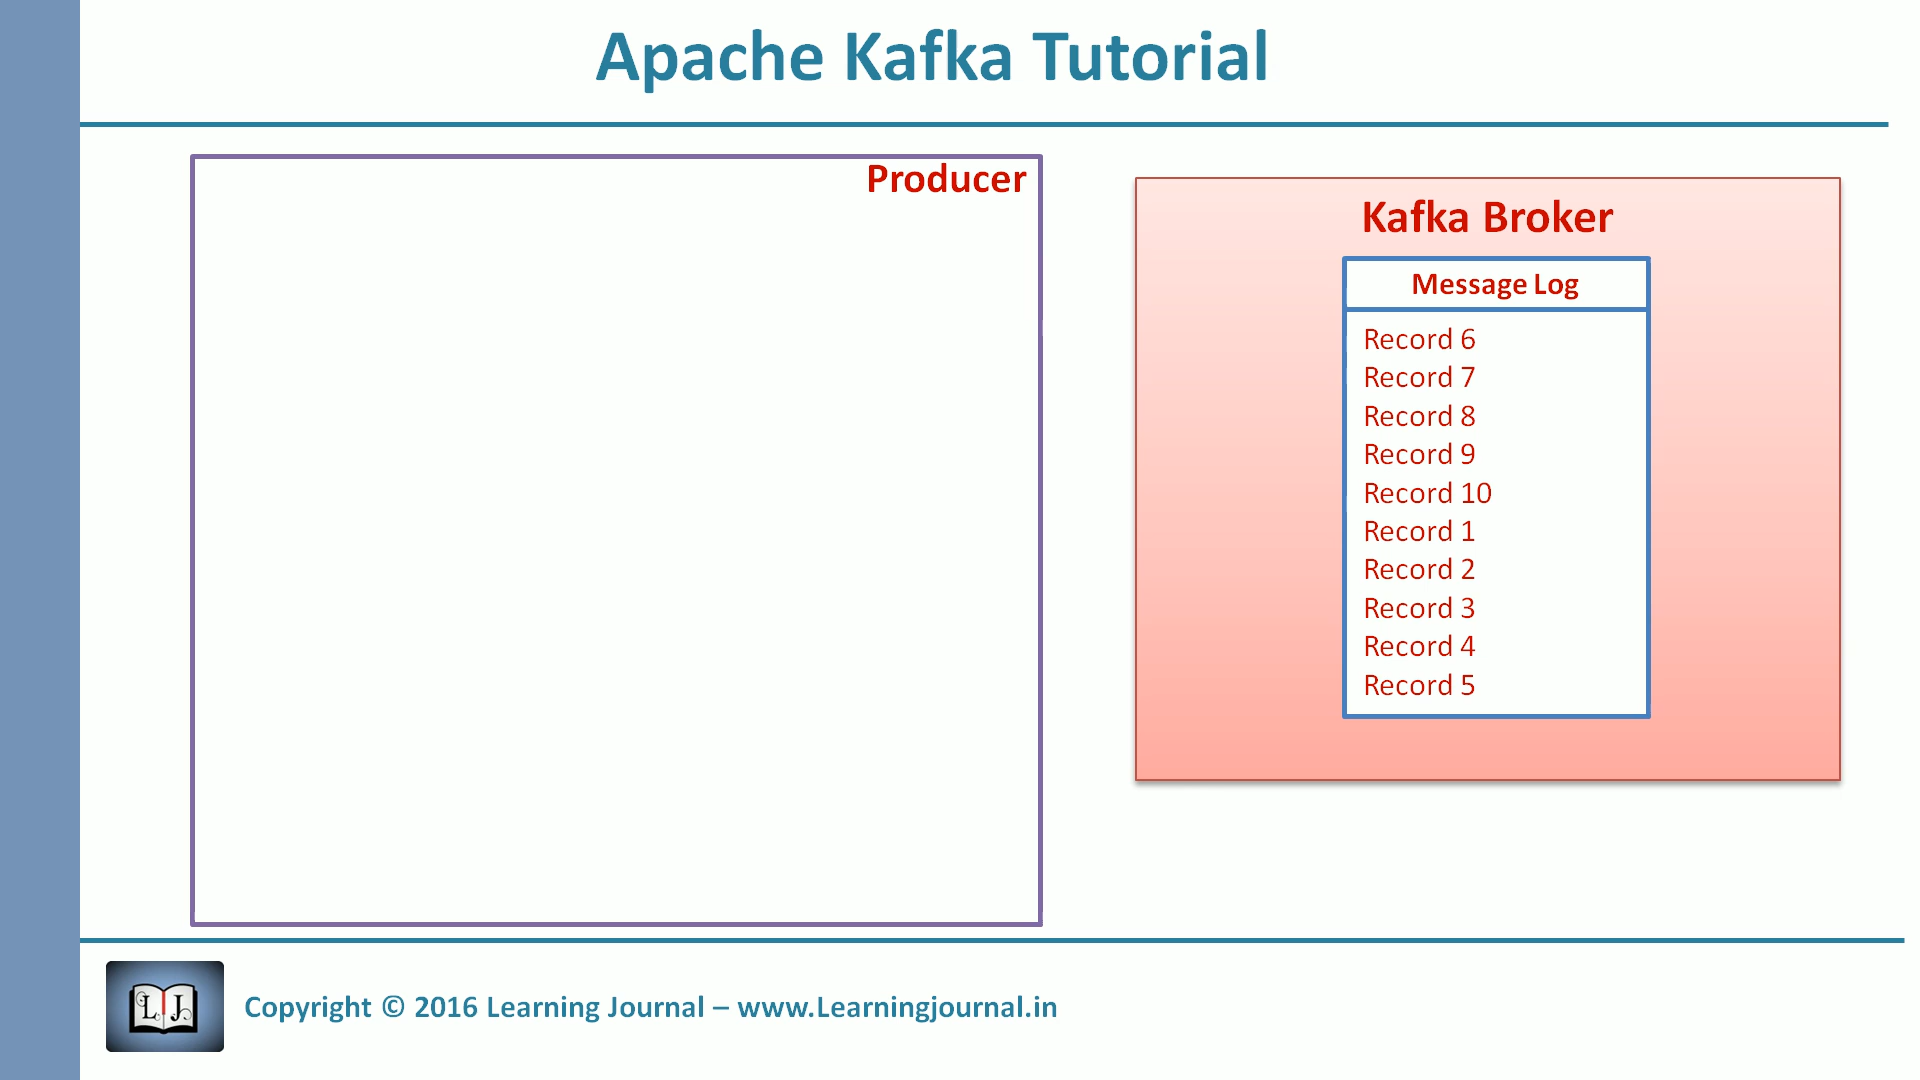 Apache Kafka Tutorial
Producer
Kafka Broker
Message Log
Record 6
Record 7
Record 8
Record 9
Record 10
Record 1
Record 2
Record 3
Record 4
Record 5
L J
Copyright © 2016 Learning Journal – www.Learningjournal.in